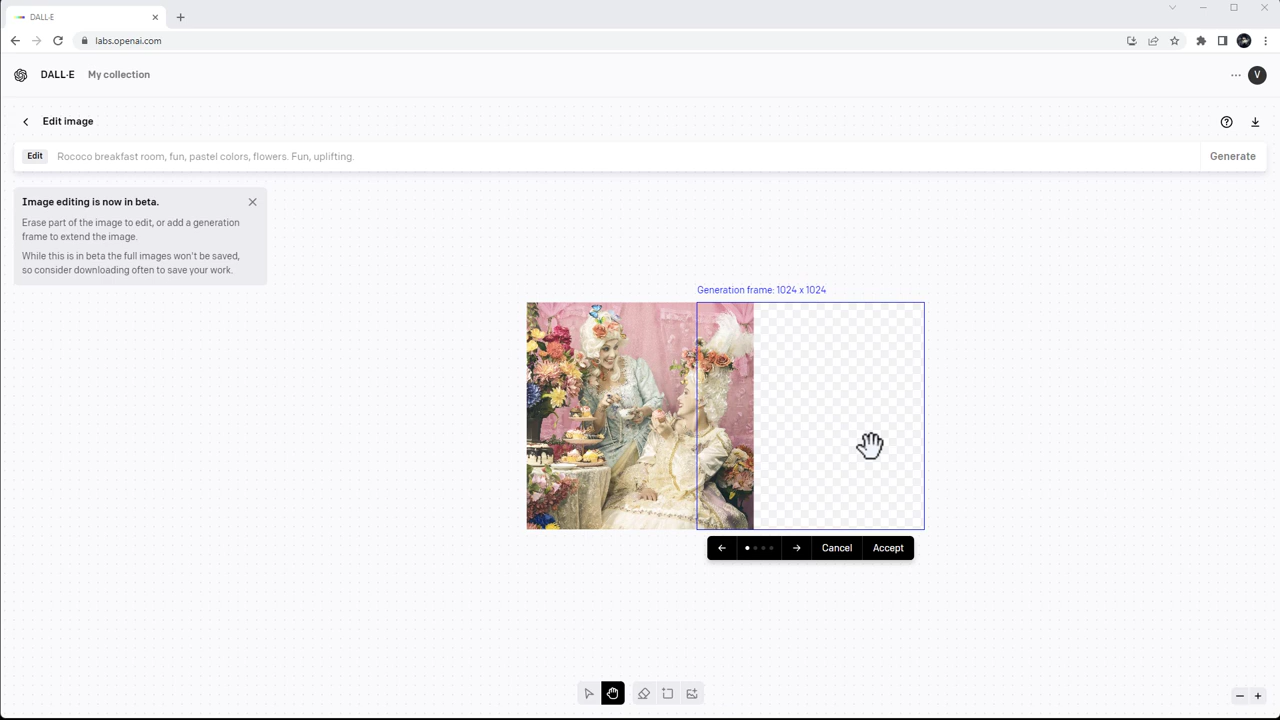 DALL·E
labs.openai.com
DALL·E
My collection
V
Edit image
Edit
Rococo breakfast room, fun, pastel colors, flowers. Fun, uplifting.
Generate
Image editing is now in beta.
Erase part of the image to edit, or add a generation
frame to extend the image.
While this is in beta the full images won't be saved,
so consider downloading often to save your work.
Generation frame: 1024 x 1024
Cancel
Accept